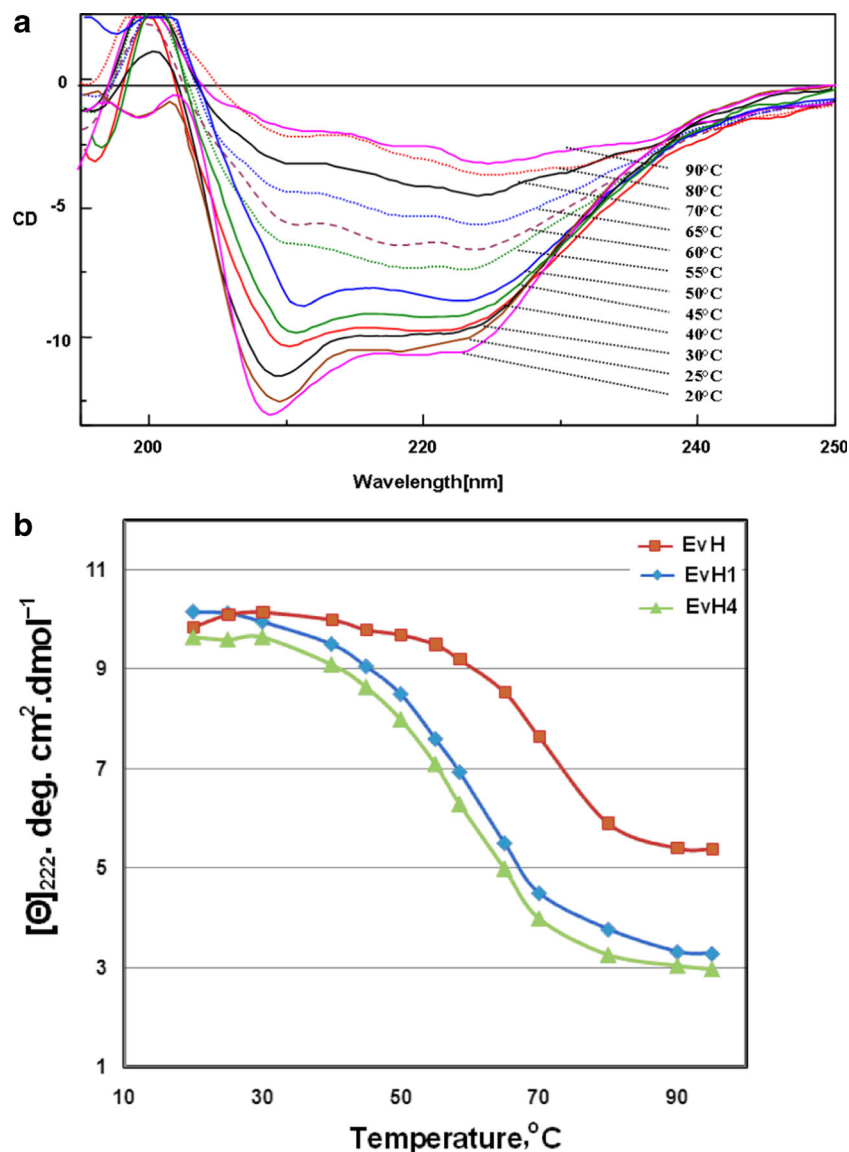 a
0
CD
-5
-10
90°C
80°C
70°C
65°C
60°C
55°C
50°C
45°C
40°C
30°C
25°C
20°C
200
220
240
250
Wavelength[nm]
b
EvH
EvH1
EvH4
[Θ]222. deg. cm².dmol⁻¹
11
9
7
5
3
1
10
30
50
70
90
Temperature,°C